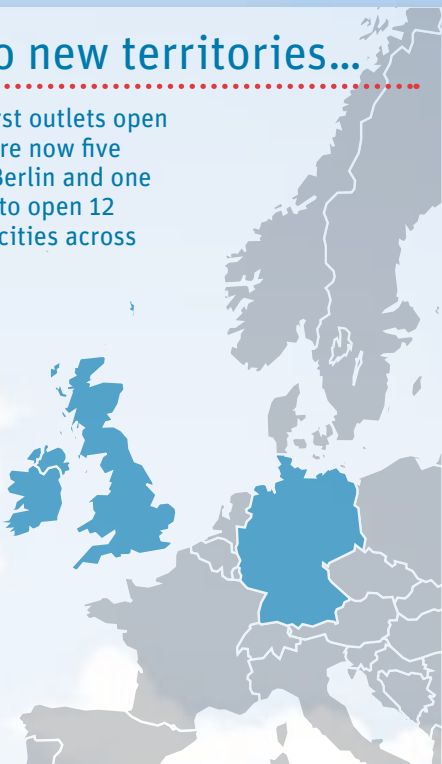 o new territories...
rst outlets open
re now five
Berlin and one
to open 12
cities across